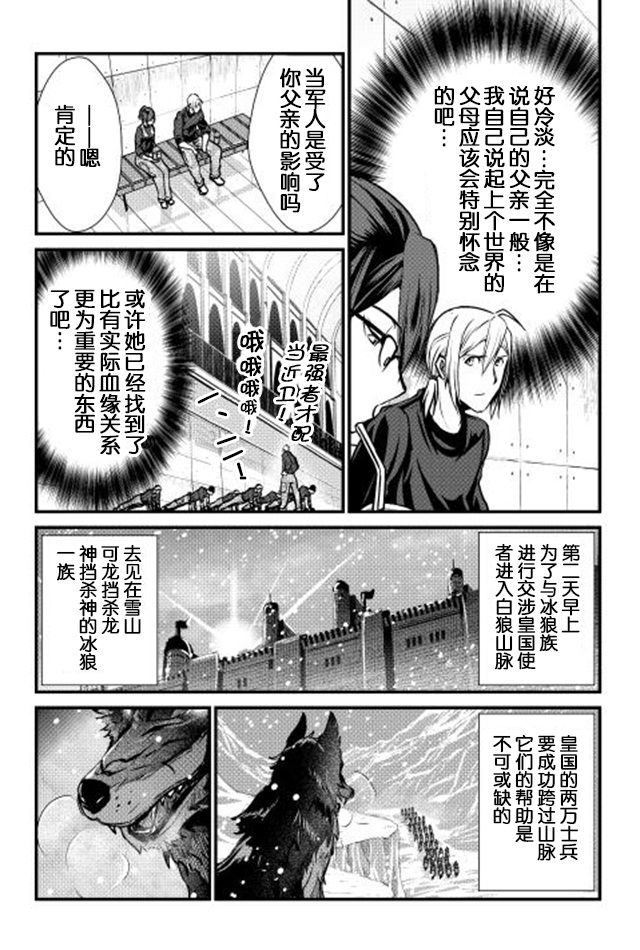 好冷淡…完全不像是在
说自己的父亲一般…
我自己说起上个世界的
父母应该会特别怀念
的吧…
当军人是受了
你父亲的影响吗
——嗯
肯定的
最强者才配
当近卫！
哦哦哦哦！
或许她已经找到了
比有实际血缘关系
更为重要的东西
了吧…
第二天早上
为了与冰狼族
进行交涉皇国使
者进入白狼山脉
去见在雪山
可龙挡杀龙
神挡杀神的冰狼
一族
皇国的两万士兵
要成功跨过山脉
它们的帮助是
不可或缺的